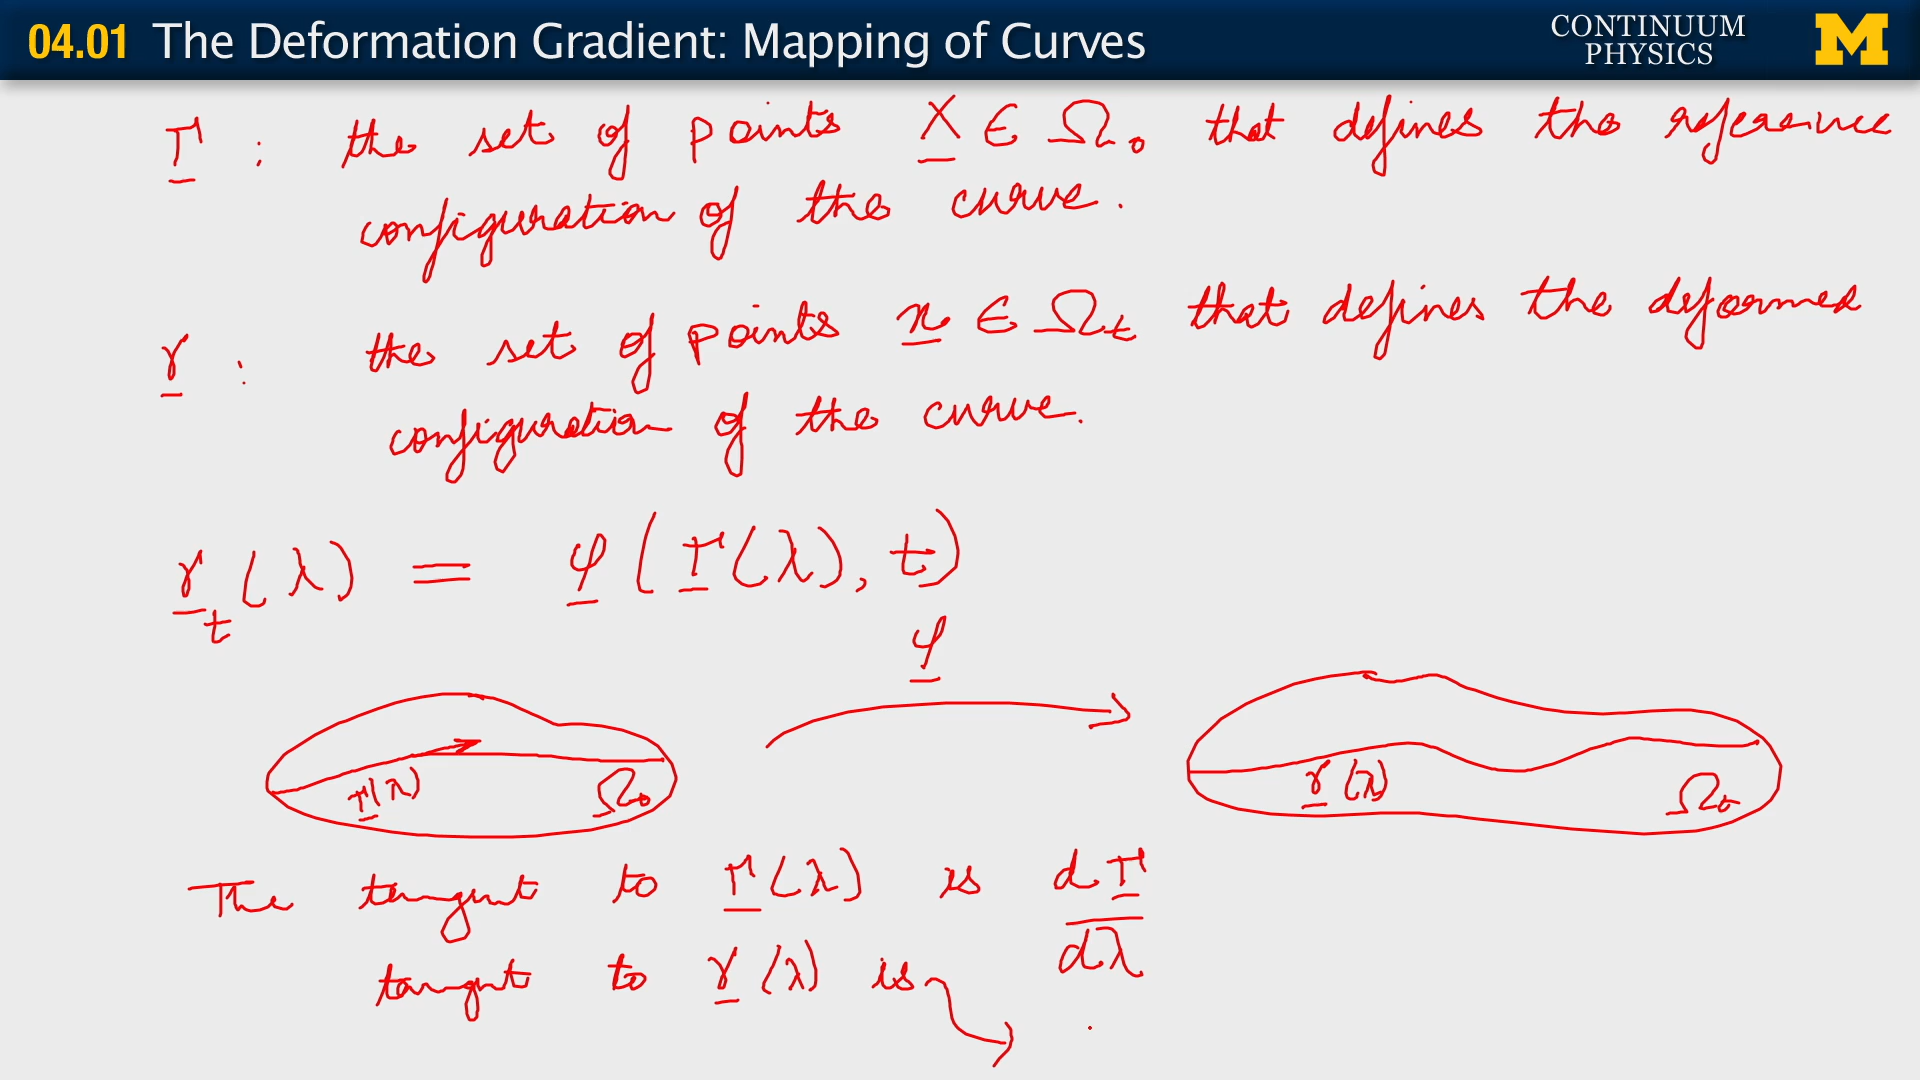 04.01 The Deformation Gradient: Mapping of Curves
CONTINUUM PHYSICS M
Γ : the set of points X ∈ Ω₀ that defines the reference
configuration of the curve.
γ : the set of points x ∈ Ωt that defines the deformed
configuration of the curve.
γt (λ) = φ (Γ(λ), t)
φ
Γ(λ) Ω₀ γ (λ) Ωt
The tangent to Γ(λ) is dΓ/dλ
tangent to γ (λ) is